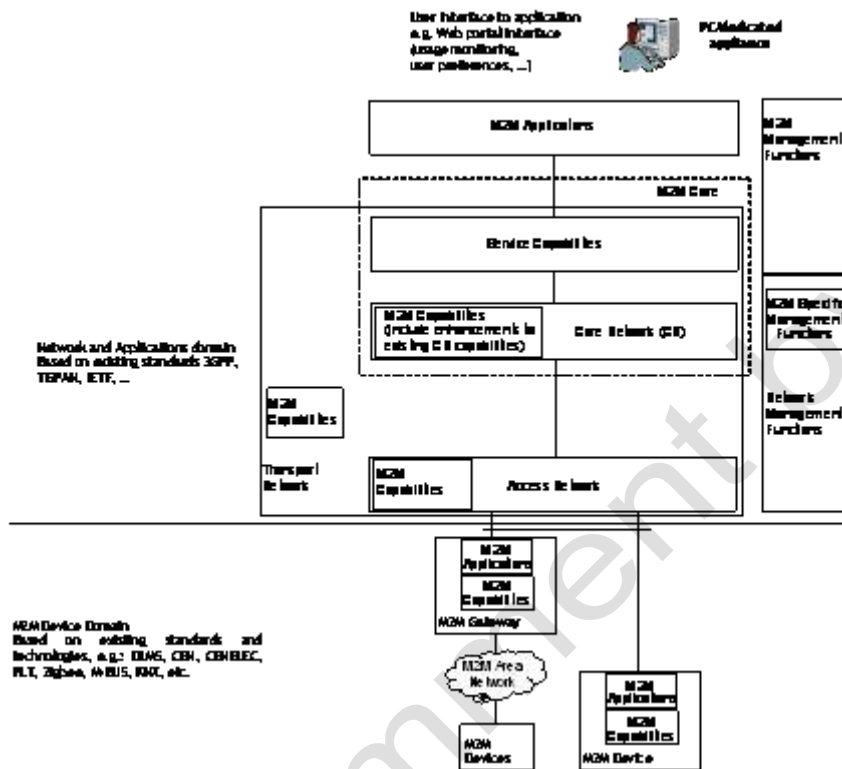 User Interface to application
e.g. Web portal interface
(usage monitoring,
user preferences, ...)
PC/dedicated
appliance
M2M Applications
M2M
Management
Functions
M2M Core
Service Capabilities
M2M Capabilities
(include enhancements to
existing CN capabilities)
Core Network (CN)
M2M Specific
Management
Functions
Network and Applications domain
Based on existing standards 3GPP,
TISPAN, IETF, ...
M2M
Capabilities
Network
Management
Functions
Transport
Network
M2M
Capabilities
Access Network
M2M
Applications
M2M
Capabilities
M2M Gateway
M2M Device Domain
Based on existing standards and
technologies, e.g.: DLMS, CEN, CENELEC,
PLT, Zigbee, M-BUS, KNX, etc.
M2M Area
Network
M2M
Applications
M2M
Capabilities
M2M
Devices
M2M Device